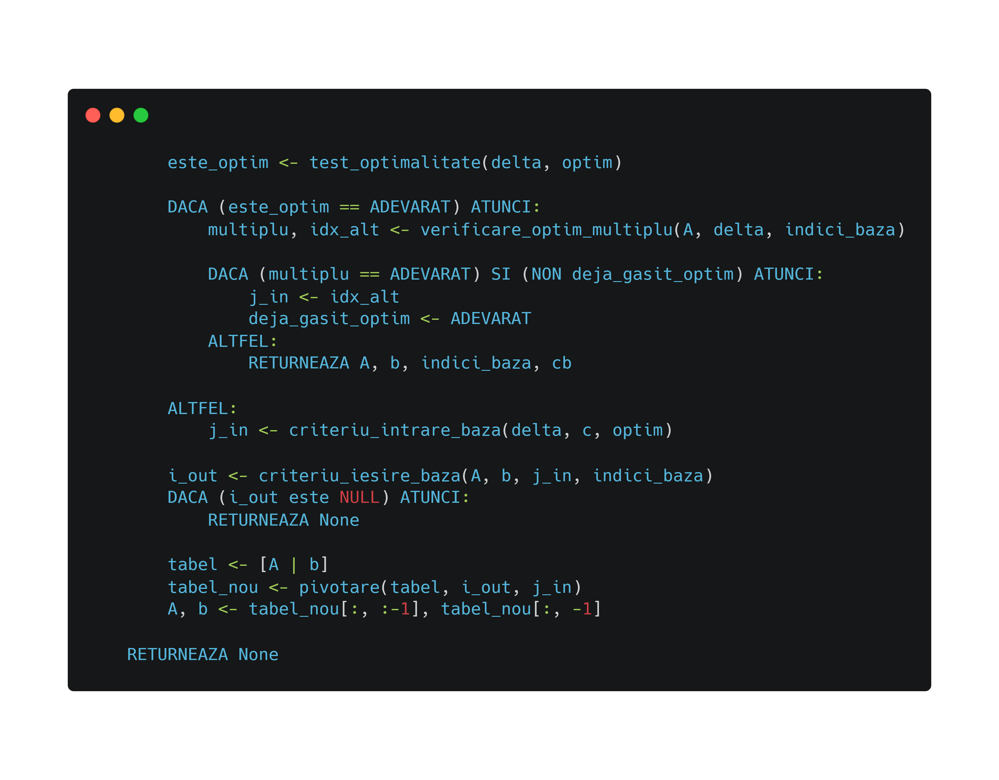 este_optim <- test_optimalitate(delta, optim)
DACA (este_optim == ADEVARAT) ATUNCI:
multiplu, idx_alt <- verificare_optim_multiplu(A, delta, indici_baza)
DACA (multiplu == ADEVARAT) SI (NON deja_gasit_optim) ATUNCI:
j_in <- idx_alt
deja_gasit_optim <- ADEVARAT
ALTFEL:
RETURNEAZA A, b, indici_baza, cb
ALTFEL:
j_in <- criteriu_intrare_baza(delta, c, optim)
i_out <- criteriu_iesire_baza(A, b, j_in, indici_baza)
DACA (i_out este NULL) ATUNCI:
RETURNEAZA None
tabel <- [A | b]
tabel_nou <- pivotare(tabel, i_out, j_in)
A, b <- tabel_nou[:, :-1], tabel_nou[:, -1]
RETURNEAZA None